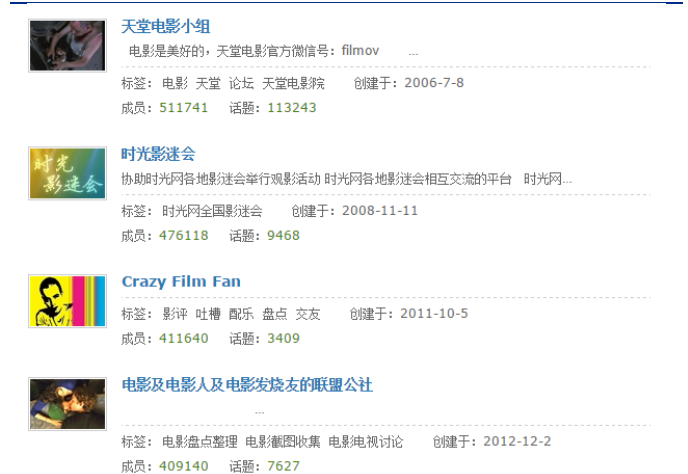 天堂电影小组
电影是美好的，天堂电影官方微信号：filmov ...
标签： 电影 天堂 论坛 天堂电影院 创建于：2006-7-8
成员：511741 话题：113243
时光影迷会
时光
影迷会
协助时光网各地影迷会举行观影活动 时光网各地影迷会相互交流的平台 时光网...
标签： 时光网全国影迷会 创建于：2008-11-11
成员：476118 话题：9468
Crazy Film Fan
标签： 影评 吐槽 配乐 盘点 交友 创建于：2011-10-5
成员：411640 话题：3409
电影及电影人及电影发烧友的联盟公社
...
标签： 电影盘点整理 电影截图收集 电影电视讨论 创建于：2012-12-2
成员：409140 话题：7627